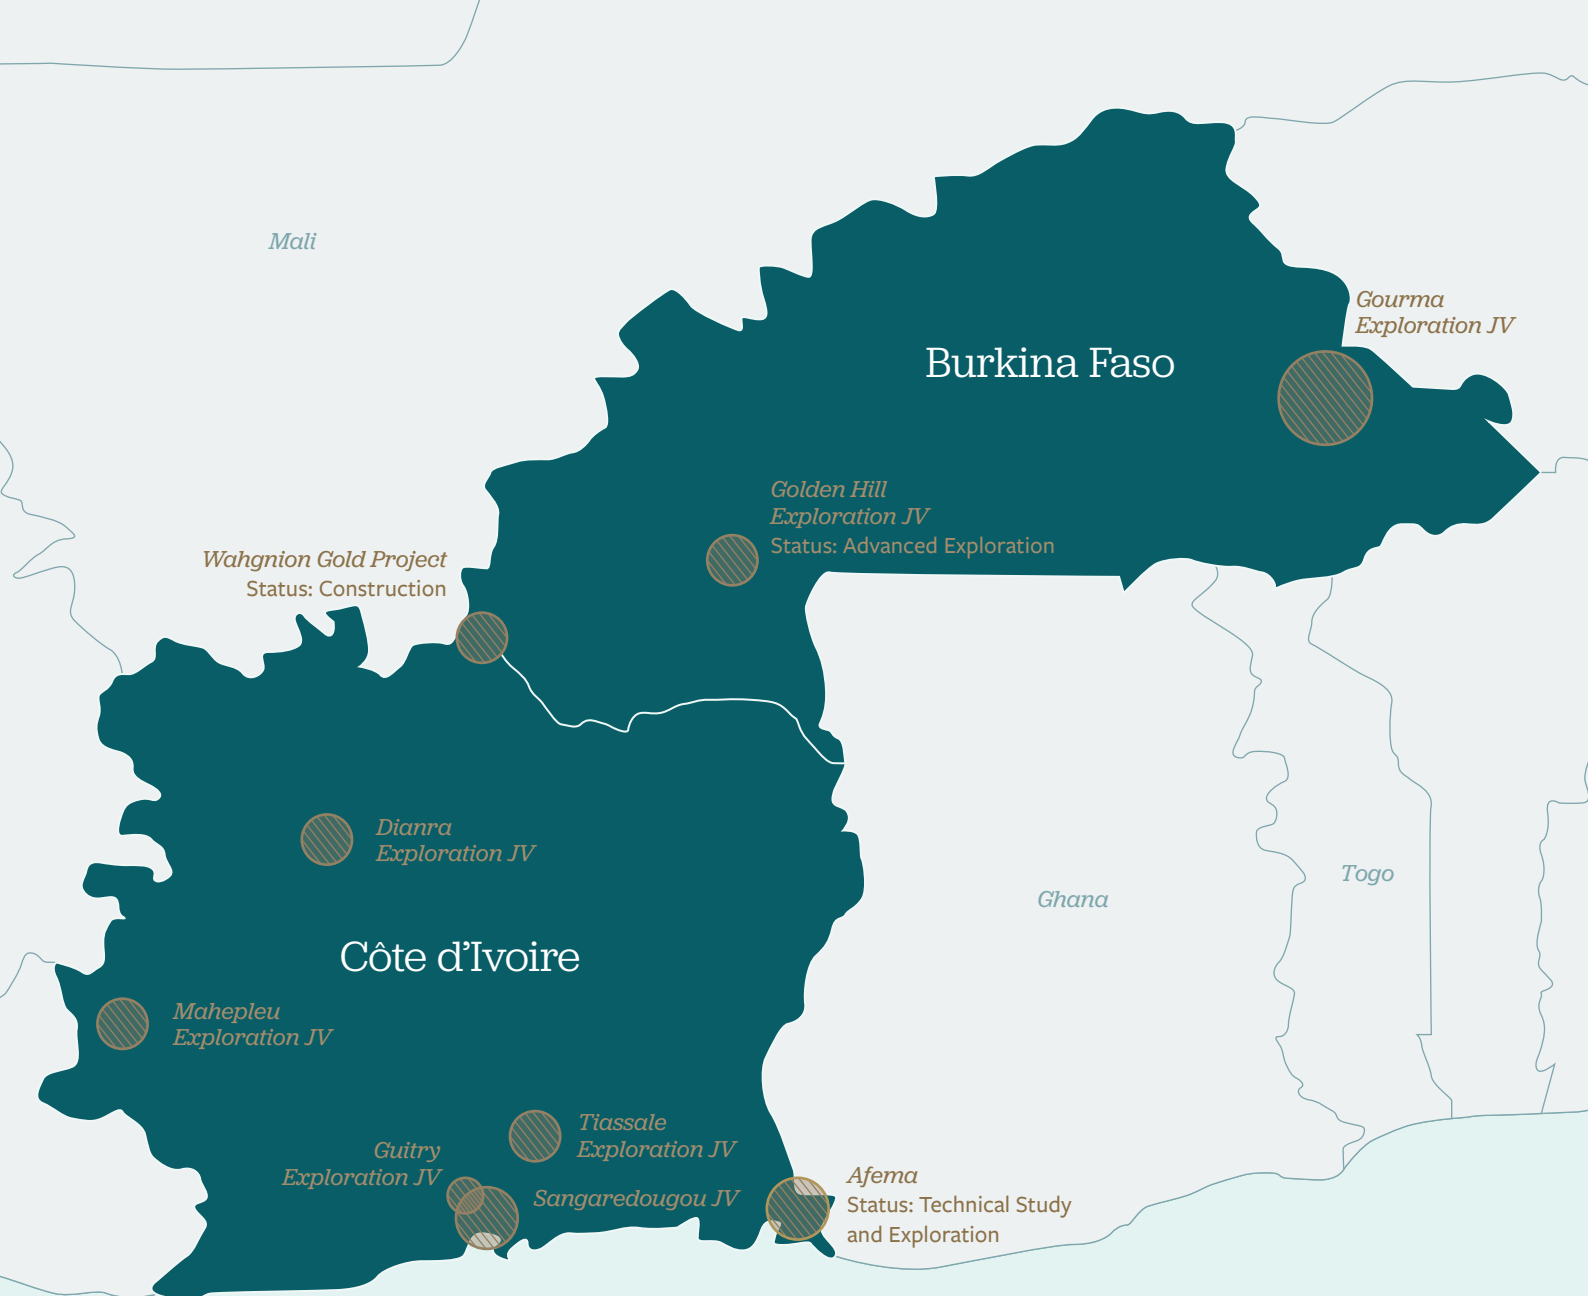 Mali
Gourma
Exploration JV
Burkina Faso
Golden Hill
Exploration JV
Status: Advanced Exploration
Wahgnion Gold Project
Status: Construction
Dianra
Exploration JV
Ghana
Togo
Côte d’Ivoire
Mahepleu
Exploration JV
Tiassale
Exploration JV
Guitry
Exploration JV
Sangaredougou JV
Afema
Status: Technical Study
and Exploration